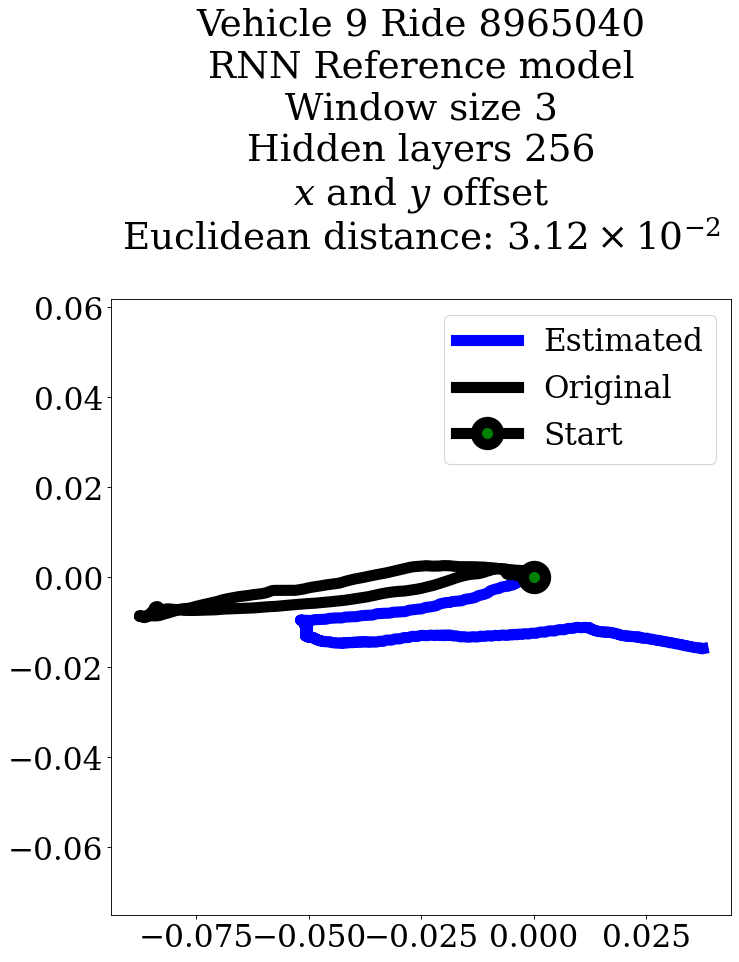 Vehicle 9 Ride 8965040
RNN Reference model
Window size 3
Hidden layers 256
x and y offset
Euclidean distance: 3.12 × 10⁻²
Estimated
Original
Start
0.06
0.04
0.02
0.00
−0.02
−0.04
−0.06
−0.075 −0.050 −0.025 0.000 0.025